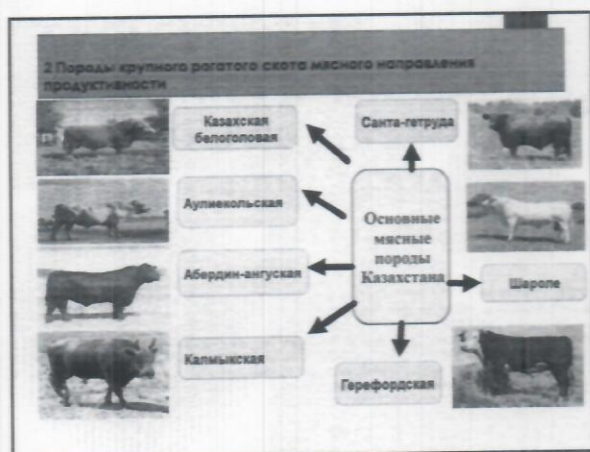 2 Породы крупного рогатого скота мясного направления
продуктивности
Казахская
белоголовая
Санта-гетруда
Аулиекольская
Основные
мясные
породы
Казахстана
Абердин-ангуская
Шароле
Калмыкская
Герефордская